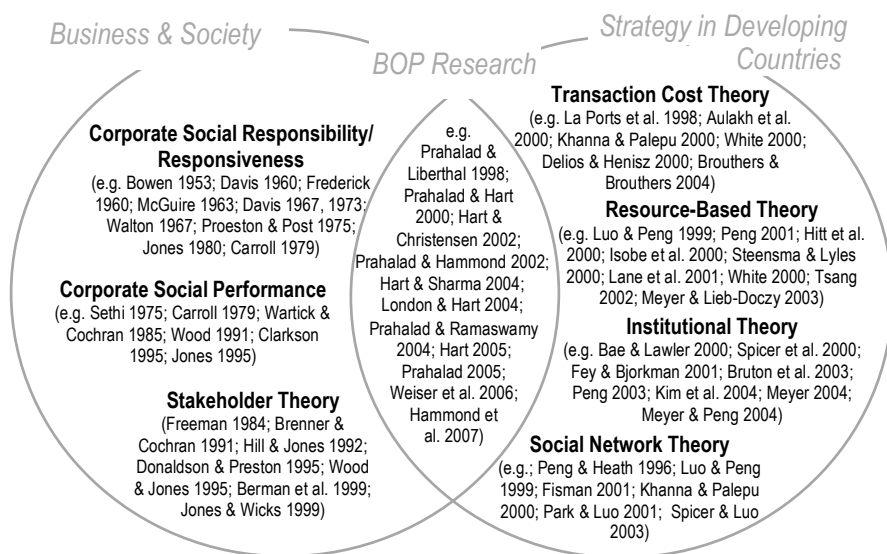 Business & Society
BOP Research
Strategy in Developing
Countries
Corporate Social Responsibility/
Responsiveness
(e.g. Bowen 1953; Davis 1960; Frederick
1960; McGuire 1963; Davis 1967, 1973;
Walton 1967; Proeston & Post 1975;
Jones 1980; Carroll 1979)
Corporate Social Performance
(e.g. Sethi 1975; Carroll 1979; Wartick &
Cochran 1985; Wood 1991; Clarkson
1995; Jones 1995)
Stakeholder Theory
(Freeman 1984; Brenner &
Cochran 1991; Hill & Jones 1992;
Donaldson & Preston 1995; Wood
& Jones 1995; Berman et al. 1999;
Jones & Wicks 1999)
e.g.
Prahalad &
Liberthal 1998;
Prahalad & Hart
2000; Hart &
Christensen 2002;
Prahalad & Hammond 2002;
Hart & Sharma 2004;
London & Hart 2004;
Prahalad & Ramaswamy
2004; Hart 2005;
Prahalad 2005;
Weiser et al. 2006;
Hammond et
al. 2007)
Transaction Cost Theory
(e.g. La Ports et al. 1998; Aulakh et al.
2000; Khanna & Palepu 2000; White 2000;
Delios & Henisz 2000; Brouthers &
Brouthers 2004)
Resource-Based Theory
(e.g. Luo & Peng 1999; Peng 2001; Hitt et al.
2000; Isobe et al. 2000; Steensma & Lyles
2000; Lane et al. 2001; White 2000; Tsang
2002; Meyer & Lieb-Doczy 2003)
Institutional Theory
(e.g. Bae & Lawler 2000; Spicer et al. 2000;
Fey & Bjorkman 2001; Bruton et al. 2003;
Peng 2003; Kim et al. 2004; Meyer 2004;
Meyer & Peng 2004)
Social Network Theory
(e.g.; Peng & Heath 1996; Luo & Peng
1999; Fisman 2001; Khanna & Palepu
2000; Park & Luo 2001; Spicer & Luo
2003)